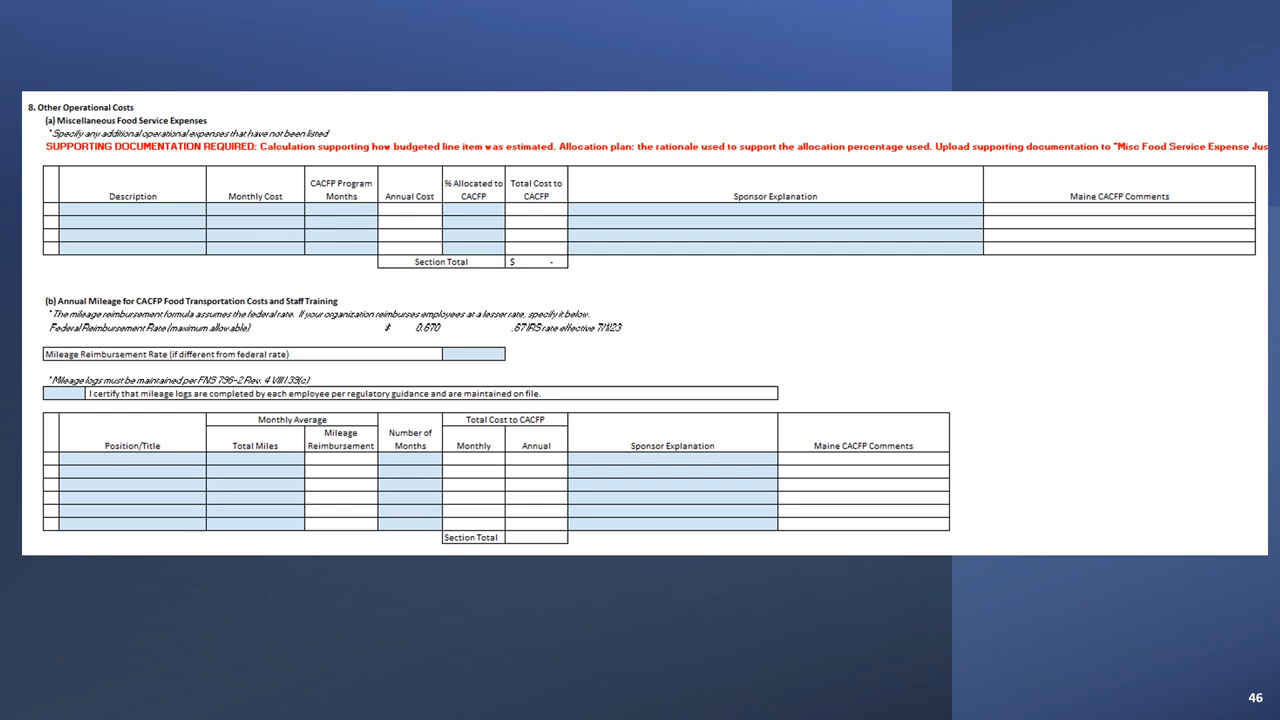 8. Other Operational Costs
(a) Miscellaneous Food Service Expenses
*Specify any additional operational expenses that have not been listed
SUPPORTING DOCUMENTATION REQUIRED: Calculation supporting how budgeted line item was estimated. Allocation plan: the rationale used to support the allocation percentage used. Upload supporting documentation to "Misc Food Service Expense Jus
Description Monthly Cost CACFP Program Months Annual Cost % Allocated to CACFP Total Cost to CACFP Sponsor Explanation Maine CACFP Comments
Section Total $ -
(b) Annual Mileage for CACFP Food Transportation Costs and Staff Training
*The mileage reimbursement formula assumes the federal rate. If your organization reimburses employees at a lesser rate, specify it below.
Federal Reimbursement Rate (maximum allowable) $ 0.670 .67 IRS rate effective 7/1/23
Mileage Reimbursement Rate (if different from federal rate)
*Mileage logs must be maintained per FNS 796-2 Rev. 4 VIII I 39(c)
I certify that mileage logs are completed by each employee per regulatory guidance and are maintained on file.
Monthly Average Total Cost to CACFP
Position/Title Total Miles Mileage Reimbursement Number of Months Monthly Annual Sponsor Explanation Maine CACFP Comments
Section Total
46